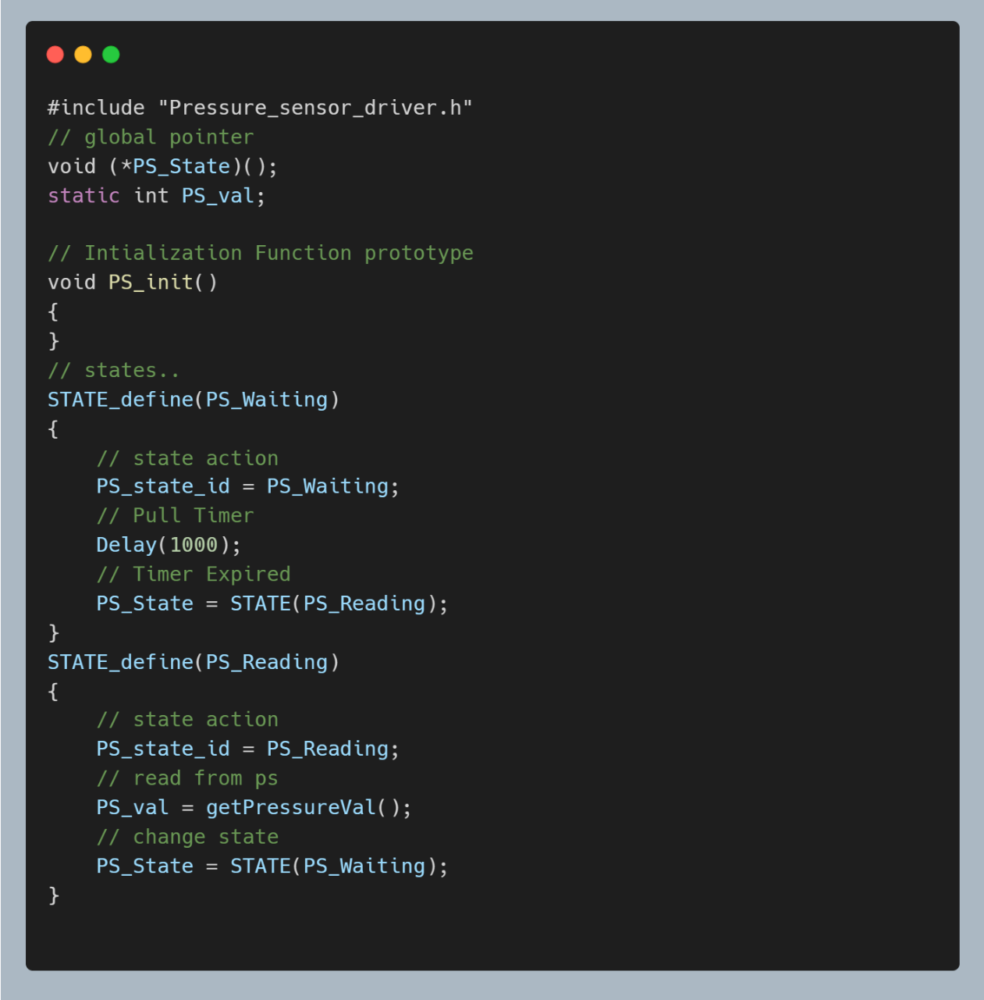 #include "Pressure_sensor_driver.h"
// global pointer
void (*PS_State)();
static int PS_val;
// Intialization Function prototype
void PS_init()
{
}
// states..
STATE_define(PS_Waiting)
{
    // state action
    PS_state_id = PS_Waiting;
    // Pull Timer
    Delay(1000);
    // Timer Expired
    PS_State = STATE(PS_Reading);
}
STATE_define(PS_Reading)
{
    // state action
    PS_state_id = PS_Reading;
    // read from ps
    PS_val = getPressureVal();
    // change state
    PS_State = STATE(PS_Waiting);
}